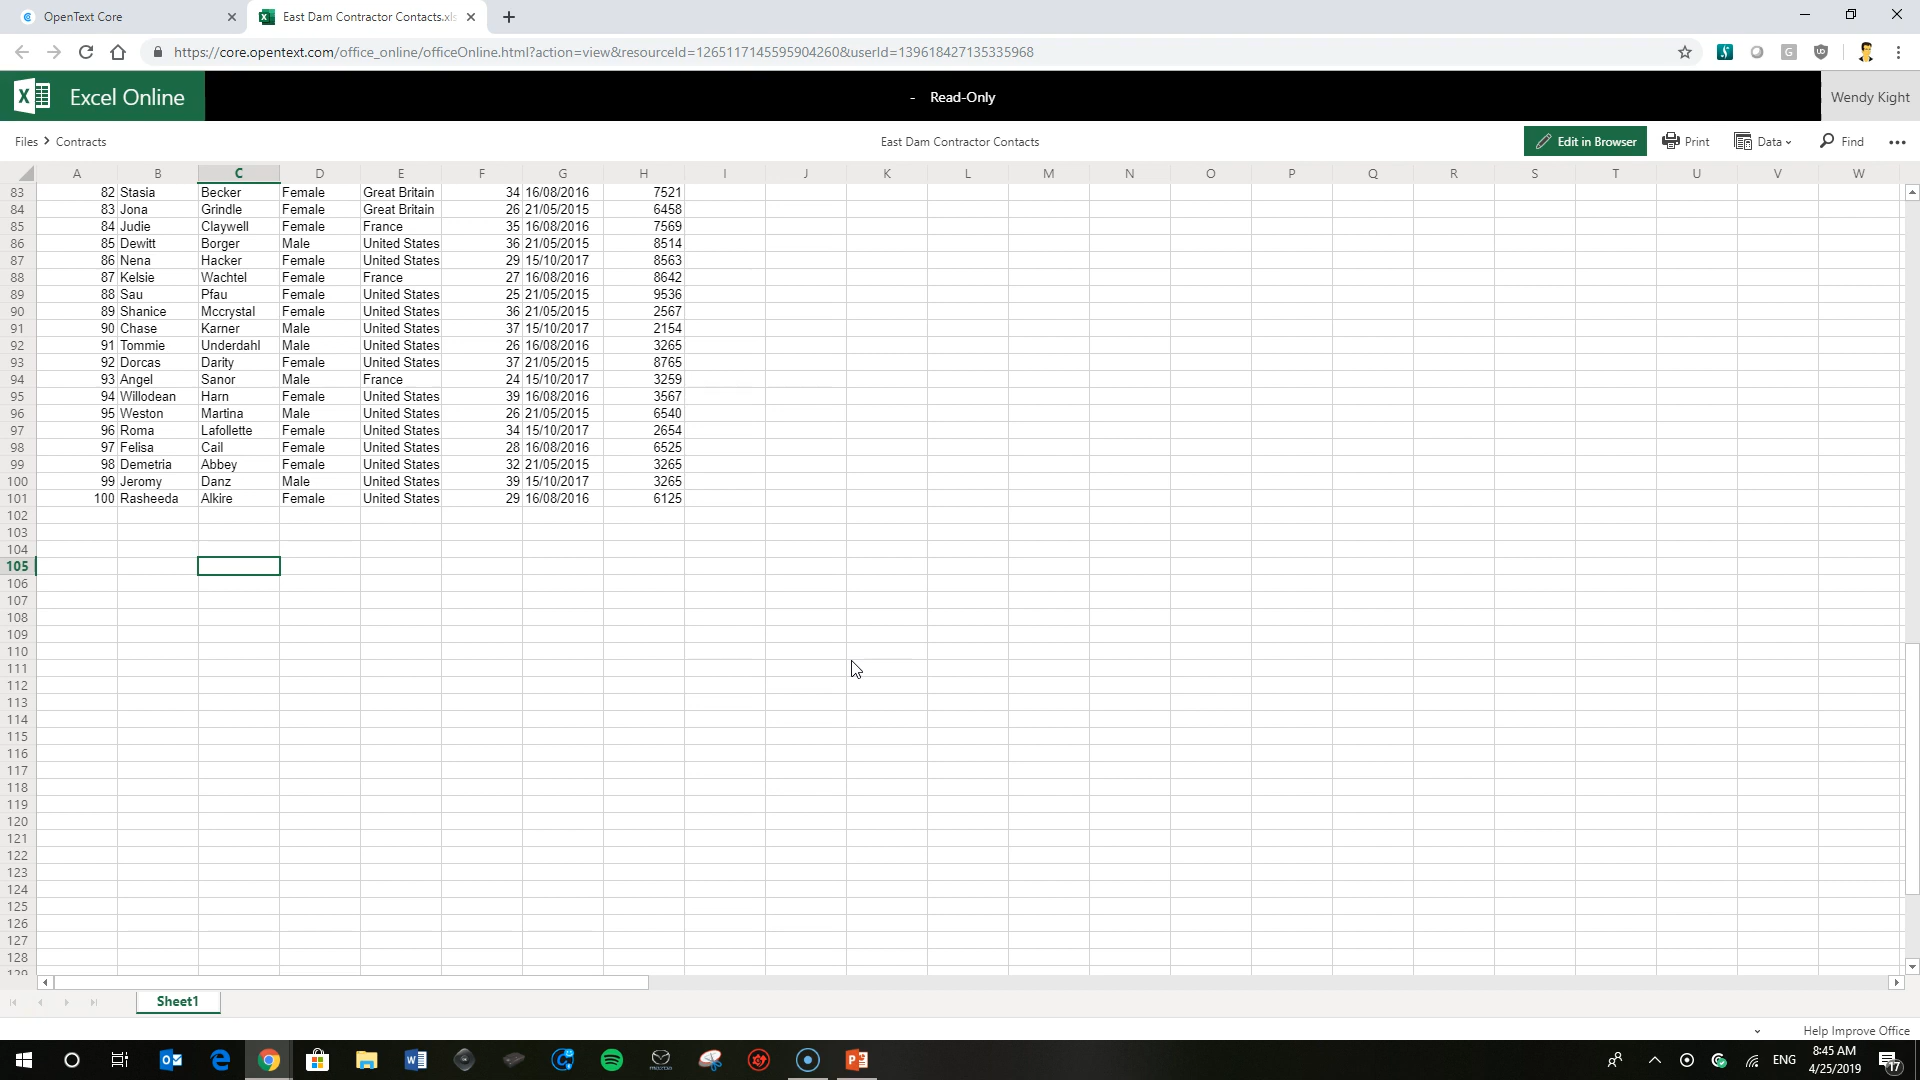 OpenText Core
East Dam Contractor Contacts.xls
https://core.opentext.com/office_online/officeOnline.html?action=view&resourceId=1265117145595904260&userId=139618427135335968
Excel Online
- Read-Only
Wendy Kight
Files > Contracts
East Dam Contractor Contacts
Edit in Browser
Print
Data
Find
A B C D E F G H I J K L M N O P Q R S T U V W
83 82 Stasia Becker Female Great Britain 34 16/08/2016 7521
84 83 Jona Grindle Female Great Britain 26 21/05/2015 6458
85 84 Judie Claywell Female France 35 16/08/2016 7569
86 85 Dewitt Borger Male United States 36 21/05/2015 8514
87 86 Nena Hacker Female United States 29 15/10/2017 8563
88 87 Kelsie Wachtel Female France 27 16/08/2016 8642
89 88 Sau Pfau Female United States 25 21/05/2015 9536
90 89 Shanice Mccrystal Female United States 36 21/05/2015 2567
91 90 Chase Karner Male United States 37 15/10/2017 2154
92 91 Tommie Underdahl Male United States 26 16/08/2016 3265
93 92 Dorcas Darity Female United States 37 21/05/2015 8765
94 93 Angel Sanor Male France 24 15/10/2017 3259
95 94 Willodean Harn Female United States 39 16/08/2016 3567
96 95 Weston Martina Male United States 26 21/05/2015 6540
97 96 Roma Lafollette Female United States 34 15/10/2017 2654
98 97 Felisa Cail Female United States 28 16/08/2016 6525
99 98 Demetria Abbey Female United States 32 21/05/2015 3265
100 99 Jeromy Danz Male United States 39 15/10/2017 3265
101 100 Rasheeda Alkire Female United States 29 16/08/2016 6125
102
103
104
105
106
107
108
109
110
111
112
113
114
115
116
117
118
119
120
121
122
123
124
125
126
127
128
129
Sheet1
Help Improve Office
ENG
8:45 AM
4/25/2019
17